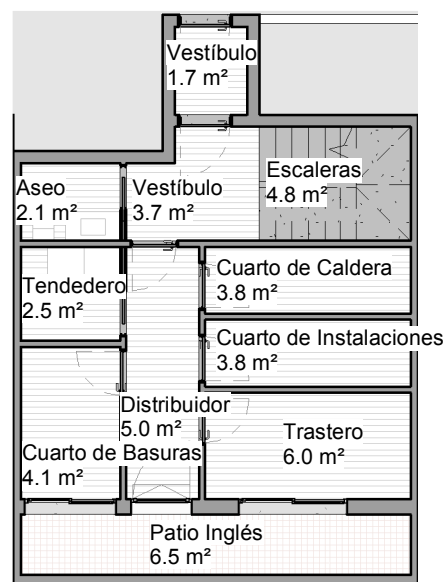 Vestíbulo
1.7 m²
Escaleras
4.8 m²
Aseo
2.1 m²
Vestíbulo
3.7 m²
Cuarto de Caldera
3.8 m²
Tendedero
2.5 m²
Cuarto de Instalaciones
3.8 m²
Distribuidor
5.0 m²
Trastero
6.0 m²
Cuarto de Basuras
4.1 m²
Patio Inglés
6.5 m²